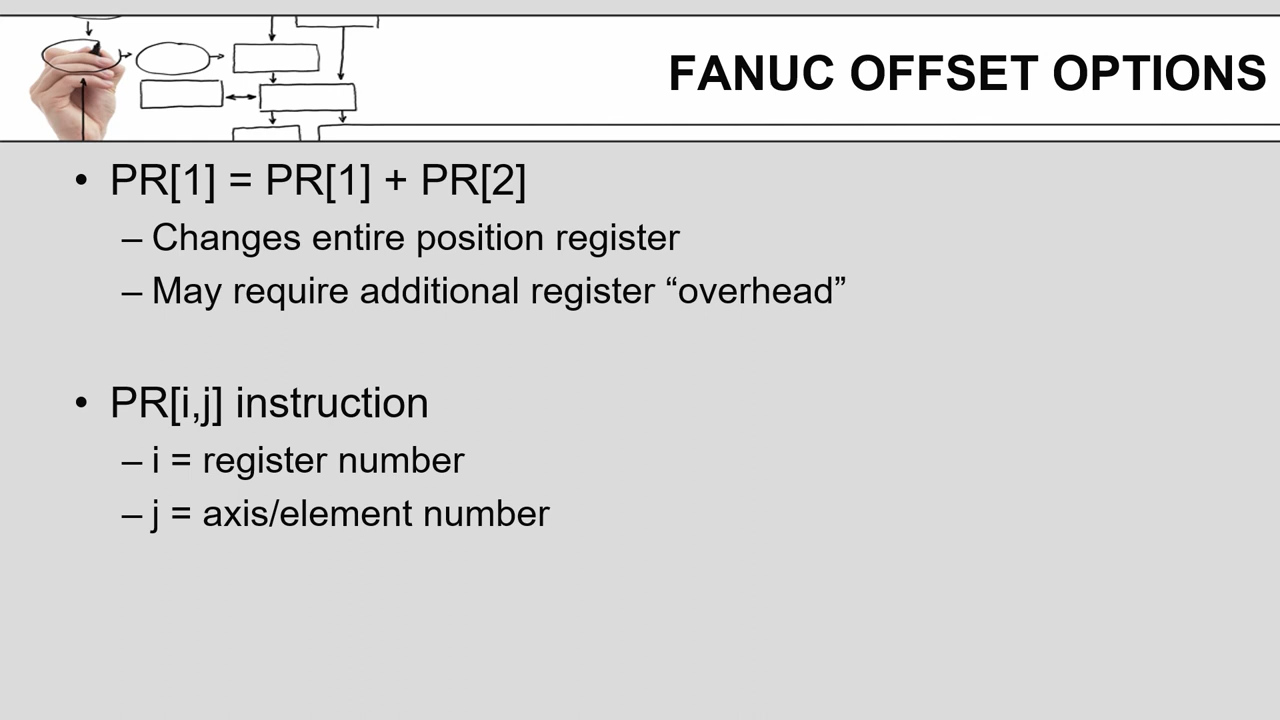 FANUC OFFSET OPTIONS
• PR[1] = PR[1] + PR[2]
– Changes entire position register
– May require additional register “overhead”
• PR[i,j] instruction
– i = register number
– j = axis/element number